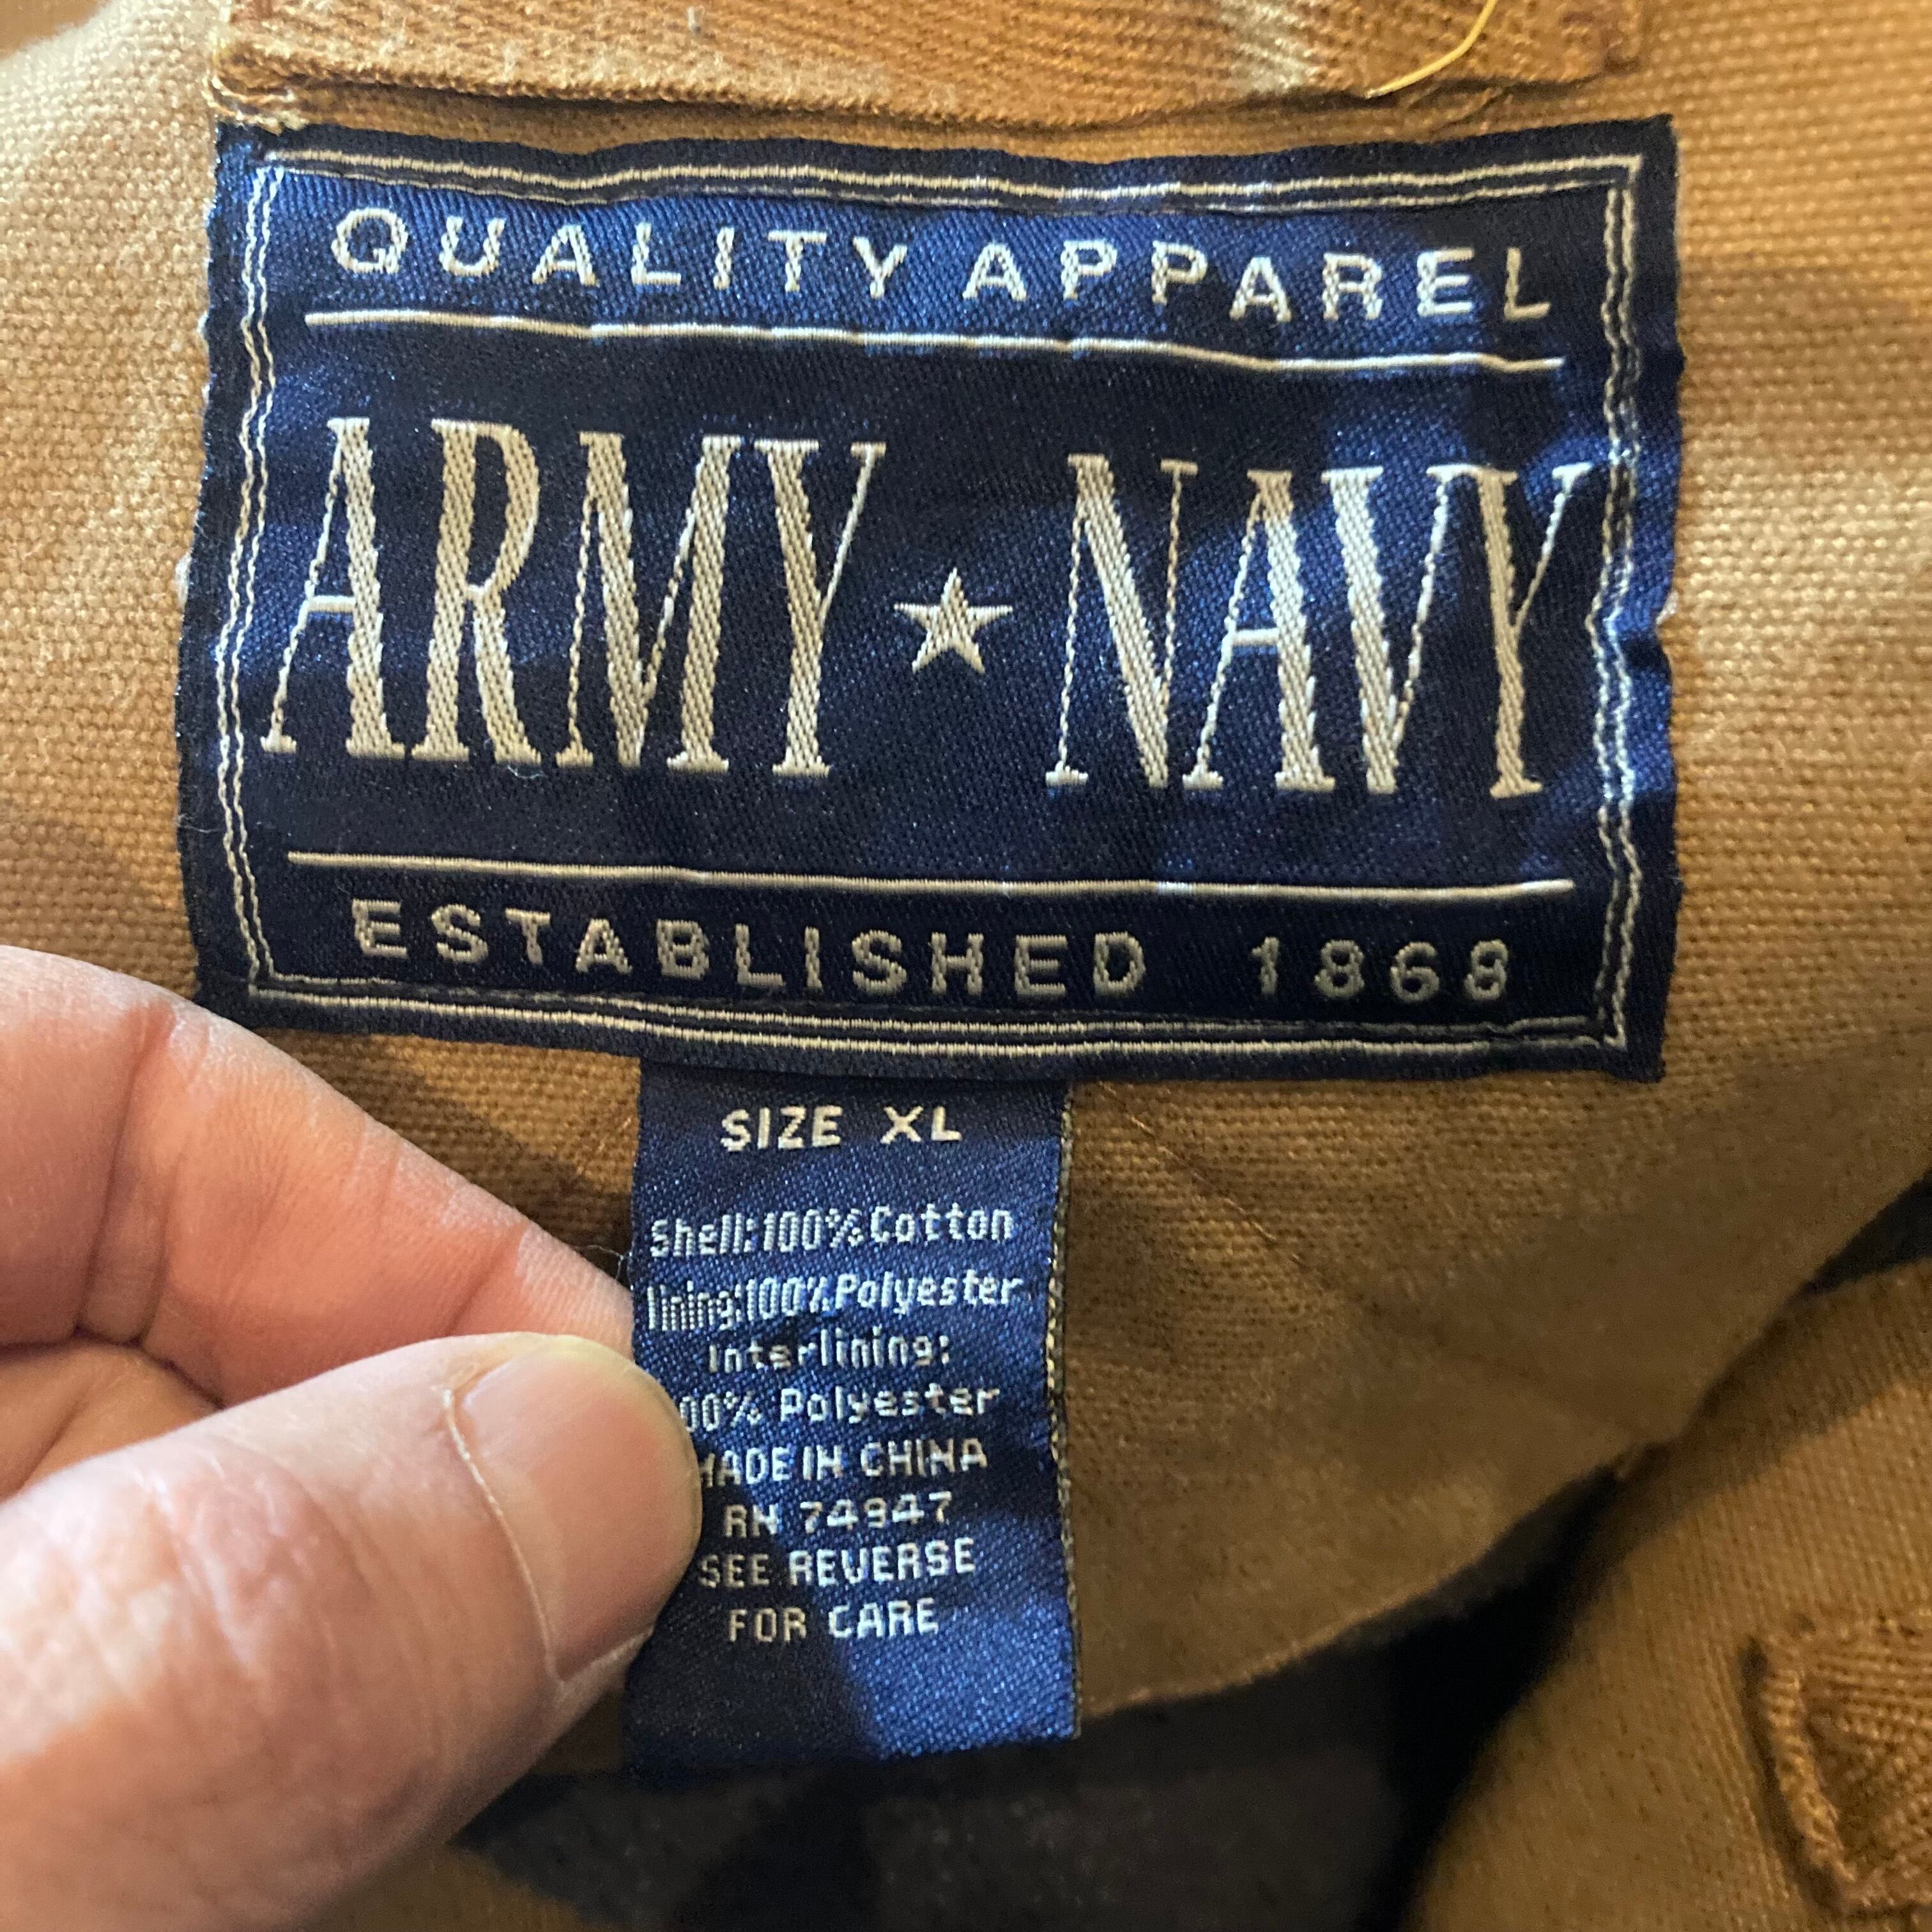 QUALITY APPAREL
ARMY★NAVY
ESTABLISHED 1868
SIZE XL
Shell:100%Cotton
lining:100%Polyester
Interlining:
00% Polyester
MADE IN CHINA
RN 74947
SEE REVERSE
FOR CARE